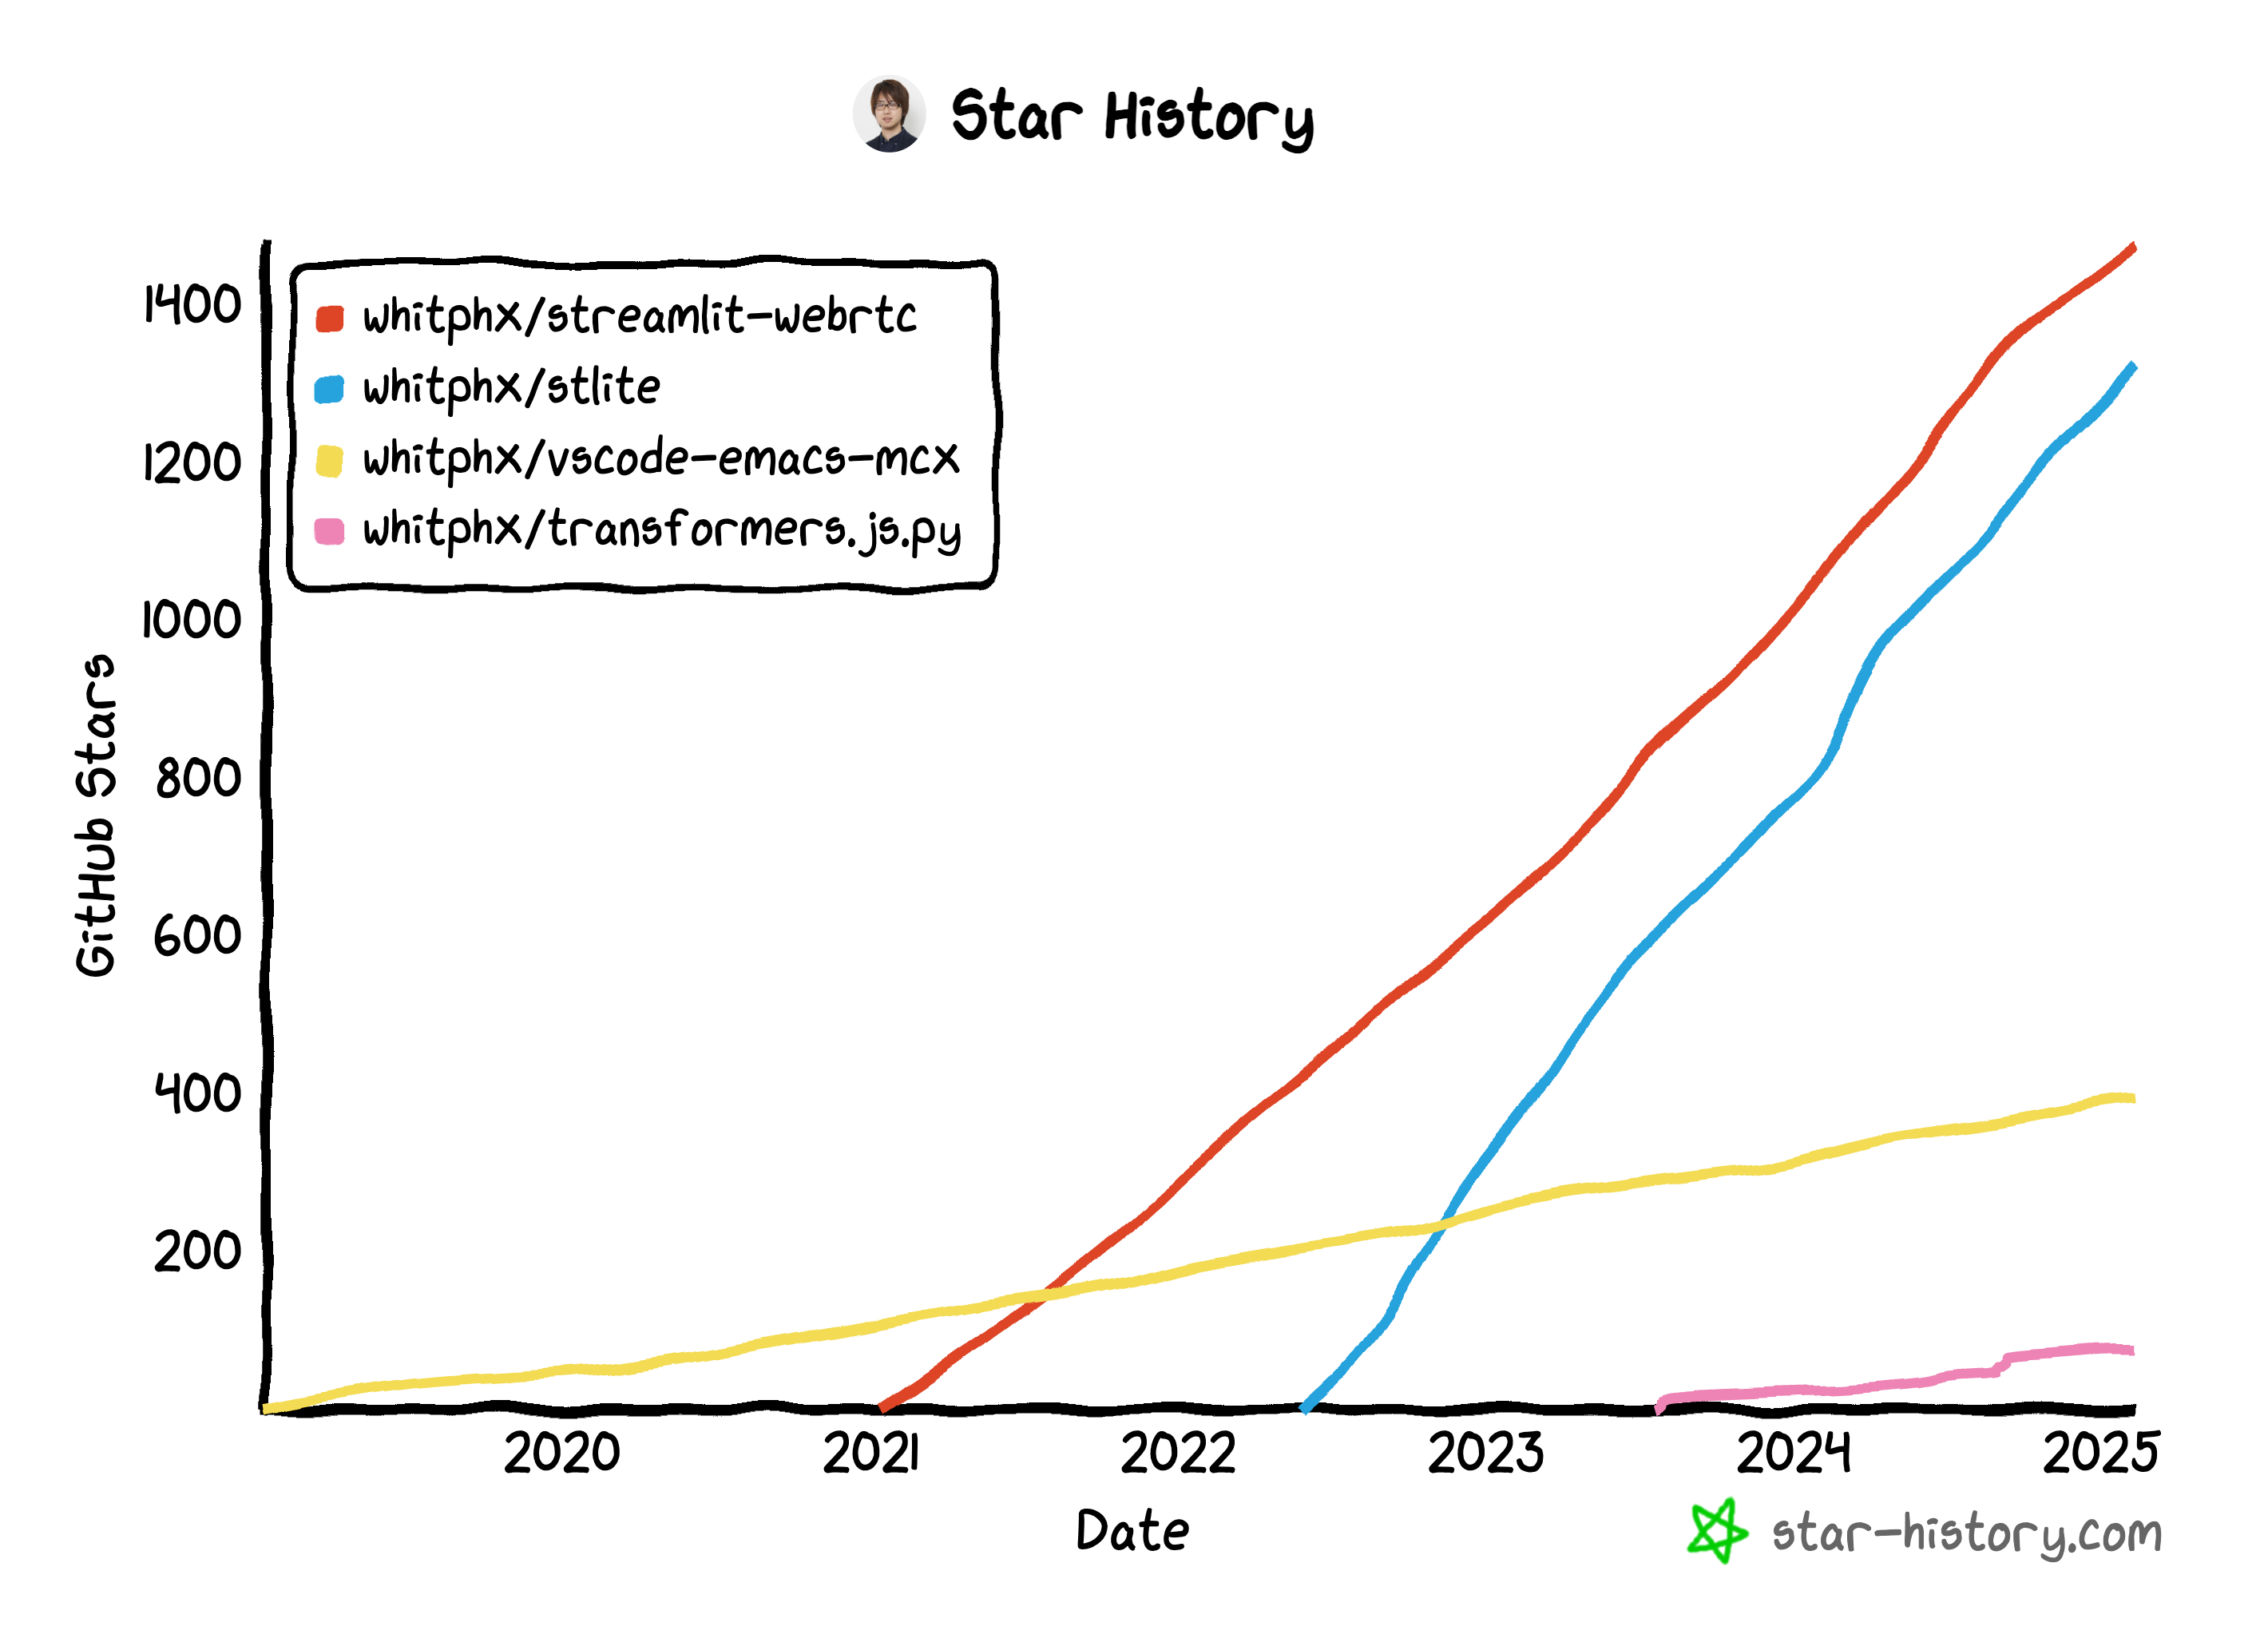 Star History
1400
1200
1000
800
600
400
200
GitHub Stars
whitphx/streamlit-webrtc
whitphx/stlite
whitphx/vscode-emacs-mcx
whitphx/transformers.js.py
2020
2021
2022
2023
2024
2025
Date
star-history.com